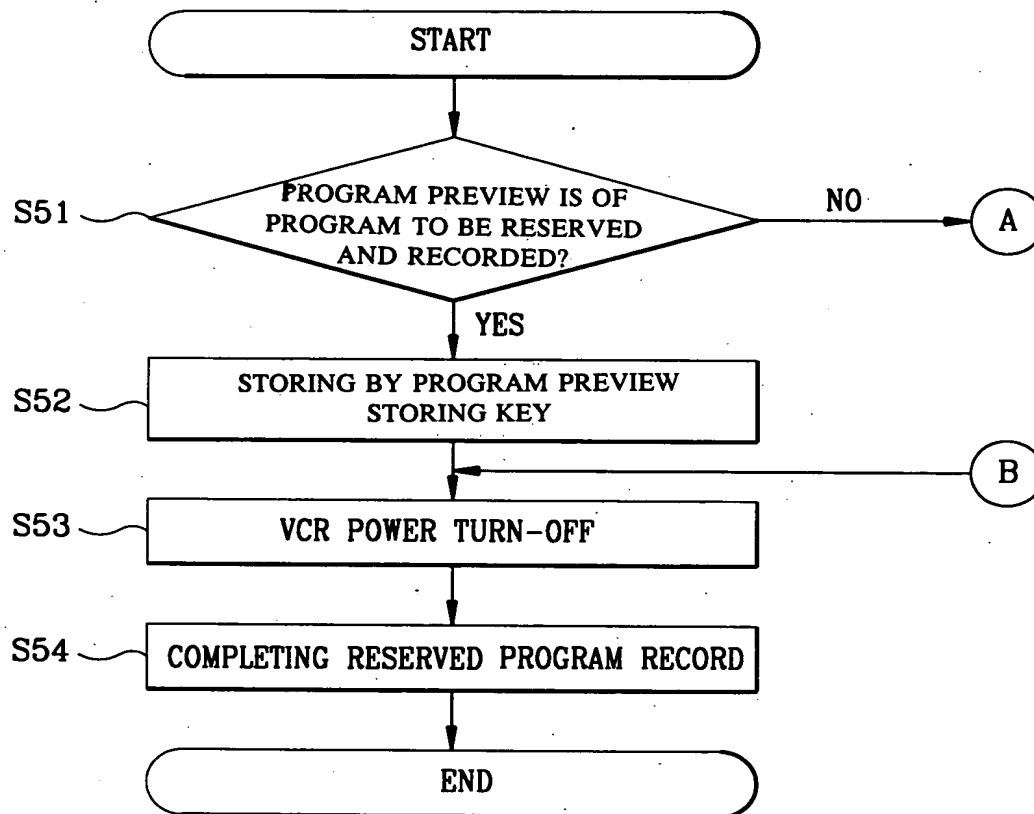 START
S51
PROGRAM PREVIEW IS OF
PROGRAM TO BE RESERVED
AND RECORDED?
NO
A
YES
S52
STORING BY PROGRAM PREVIEW
STORING KEY
B
S53
VCR POWER TURN-OFF
S54
COMPLETING RESERVED PROGRAM RECORD
END